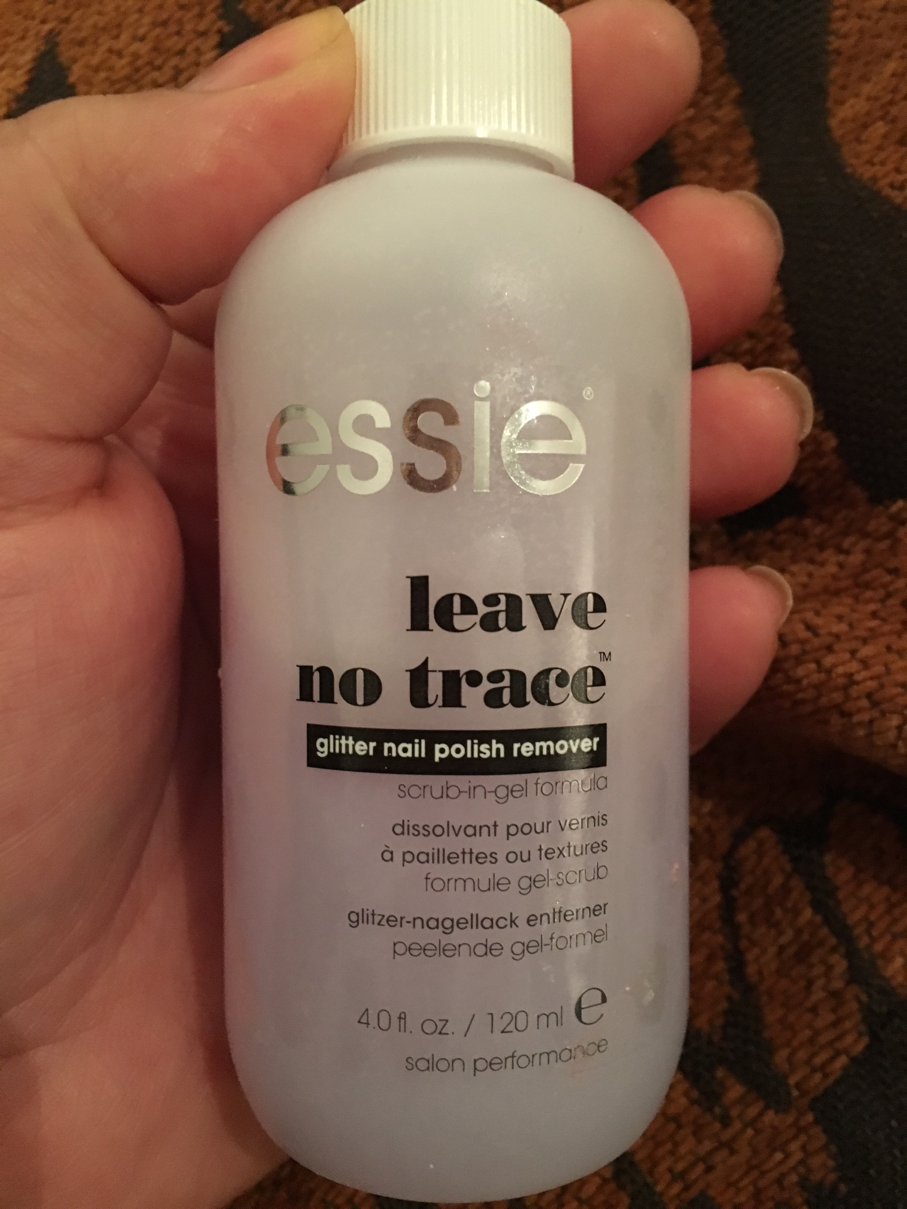 essie®
leave
no trace™
glitter nail polish remover
scrub-in-gel formula
dissolvant pour vernis
à paillettes ou textures
formule gel-scrub
glitzer-nagellack entferner
peelende gel-formel
4.0 fl. oz. / 120 ml ℮
salon performance